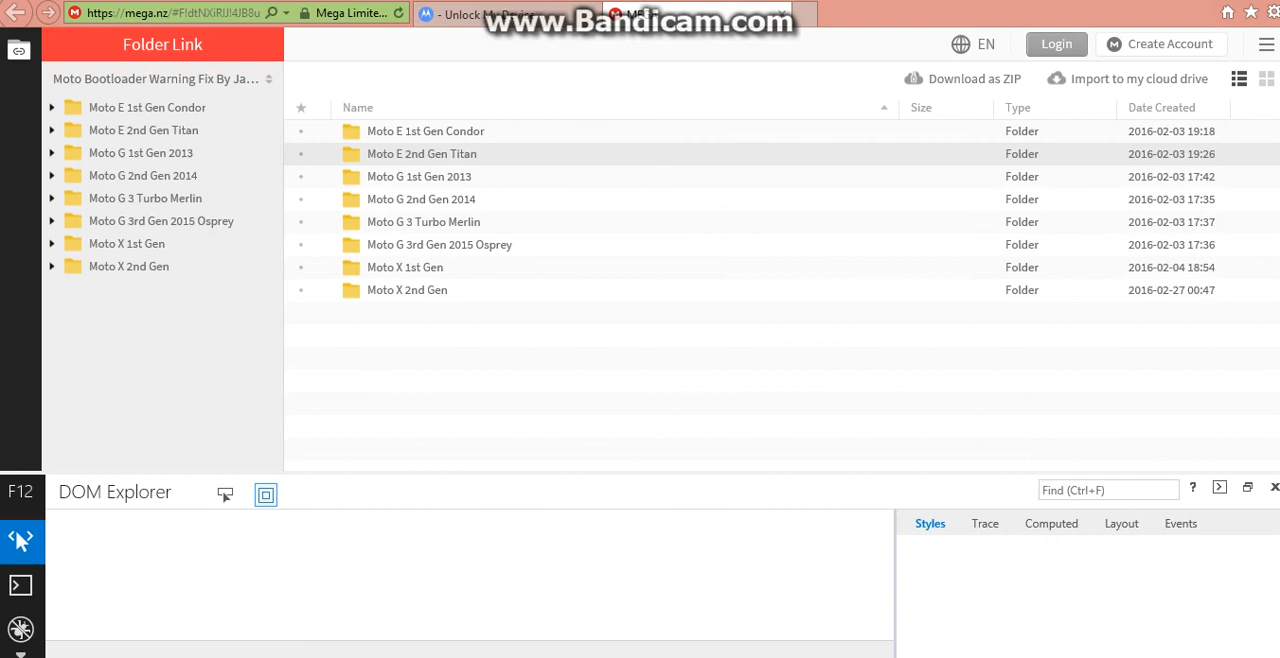 https://mega.nz/#F!dtNXiRIJ!4JB8u
Mega Limite...
- Unlock My Device
www.Bandicam.com
Folder Link
EN
Login
Create Account
Moto Bootloader Warning Fix By Ja...
Download as ZIP
Import to my cloud drive
Name
Size
Type
Date Created
Moto E 1st Gen Condor
Moto E 2nd Gen Titan
Moto G 1st Gen 2013
Moto G 2nd Gen 2014
Moto G 3 Turbo Merlin
Moto G 3rd Gen 2015 Osprey
Moto X 1st Gen
Moto X 2nd Gen
Moto E 1st Gen Condor Folder 2016-02-03 19:18
Moto E 2nd Gen Titan Folder 2016-02-03 19:26
Moto G 1st Gen 2013 Folder 2016-02-03 17:42
Moto G 2nd Gen 2014 Folder 2016-02-03 17:35
Moto G 3 Turbo Merlin Folder 2016-02-03 17:37
Moto G 3rd Gen 2015 Osprey Folder 2016-02-03 17:36
Moto X 1st Gen Folder 2016-02-04 18:54
Moto X 2nd Gen Folder 2016-02-27 00:47
F12
DOM Explorer
Find (Ctrl+F)
?
Styles
Trace
Computed
Layout
Events